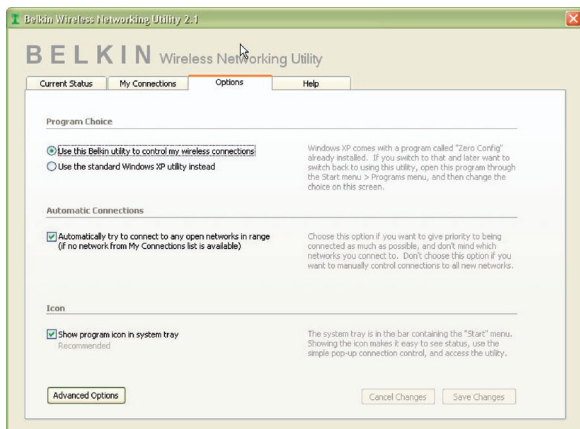 Belkin Wireless Networking Utility 2.1
BELKIN Wireless Networking Utility
Current Status
My Connections
Options
Help
Program Choice
Use this Belkin utility to control my wireless connections
Use the standard Windows XP utility instead
Windows XP comes with a program called "Zero Config"
already installed. If you switch to that and later want to
switch back to using this utility, open this program through
the Start menu > Programs menu, and then change the
choice on this screen.
Automatic Connections
Automatically try to connect to any open networks in range
(if no network from My Connections list is available)
Choose this option if you want to give priority to being
connected as much as possible, and don't mind which
networks you connect to. Don't choose this option if you
want to manually control connections to all new networks.
Icon
Show program icon in system tray
Recommended
The system tray is in the bar containing the "Start" menu.
Showing the icon makes it easy to see status, use the
simple pop-up connection control, and access the utility.
Advanced Options
Cancel Changes
Save Changes